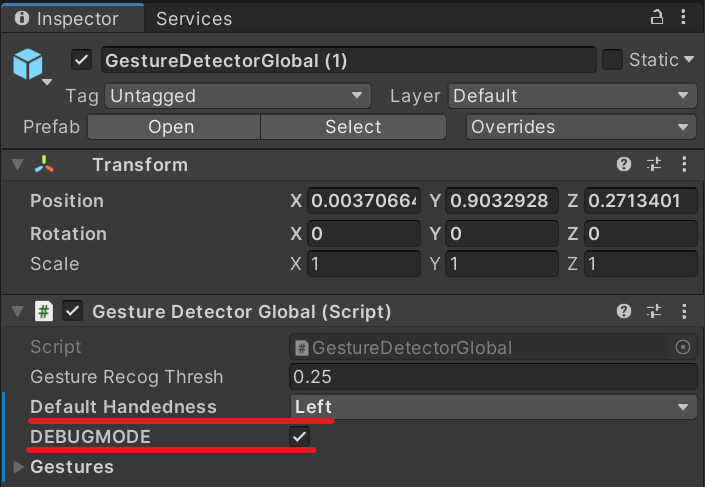 Inspector Services
GestureDetectorGlobal (1) Static
Tag Untagged Layer Default
Prefab Open Select Overrides
Transform
Position X 0.00370664 Y 0.9032928 Z 0.2713401
Rotation X 0 Y 0 Z 0
Scale X 1 Y 1 Z 1
# Gesture Detector Global (Script)
Script # GestureDetectorGlobal
Gesture Recog Thresh 0.25
Default Handedness Left
DEBUGMODE
Gestures